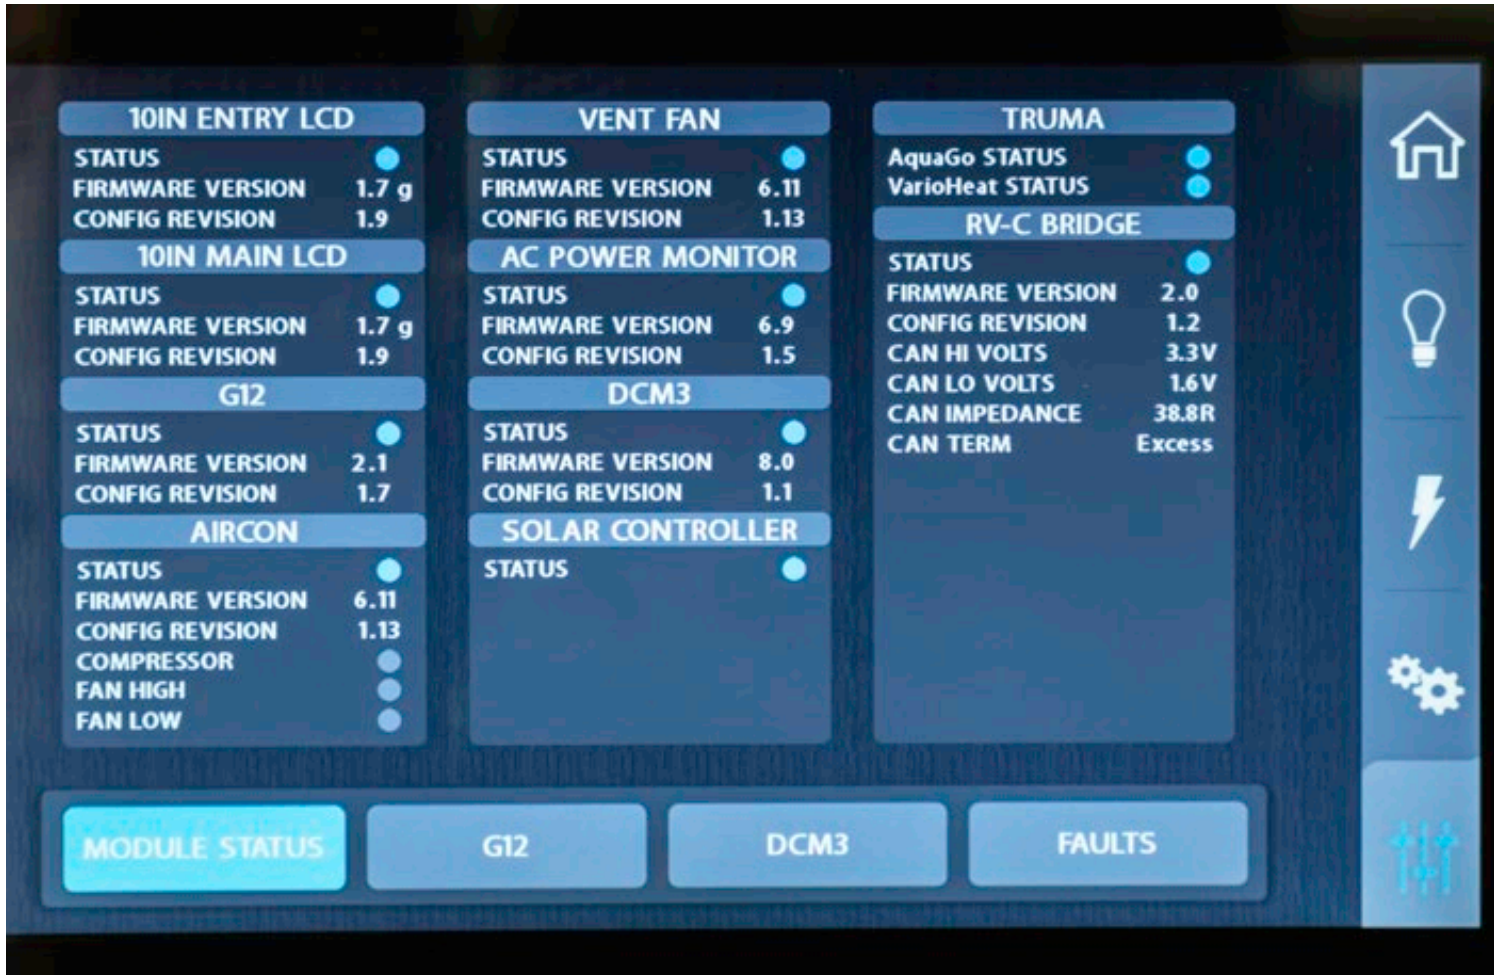 10IN ENTRY LCD
STATUS
FIRMWARE VERSION 1.7 g
CONFIG REVISION 1.9
10IN MAIN LCD
STATUS
FIRMWARE VERSION 1.7 g
CONFIG REVISION 1.9
G12
STATUS
FIRMWARE VERSION 2.1
CONFIG REVISION 1.7
AIRCON
STATUS
FIRMWARE VERSION 6.11
CONFIG REVISION 1.13
COMPRESSOR
FAN HIGH
FAN LOW
VENT FAN
STATUS
FIRMWARE VERSION 6.11
CONFIG REVISION 1.13
AC POWER MONITOR
STATUS
FIRMWARE VERSION 6.9
CONFIG REVISION 1.5
DCM3
STATUS
FIRMWARE VERSION 8.0
CONFIG REVISION 1.1
SOLAR CONTROLLER
STATUS
TRUMA
AquaGo STATUS
VarioHeat STATUS
RV-C BRIDGE
STATUS
FIRMWARE VERSION 2.0
CONFIG REVISION 1.2
CAN HI VOLTS 3.3V
CAN LO VOLTS 1.6V
CAN IMPEDANCE 38.8R
CAN TERM Excess
MODULE STATUS
G12
DCM3
FAULTS